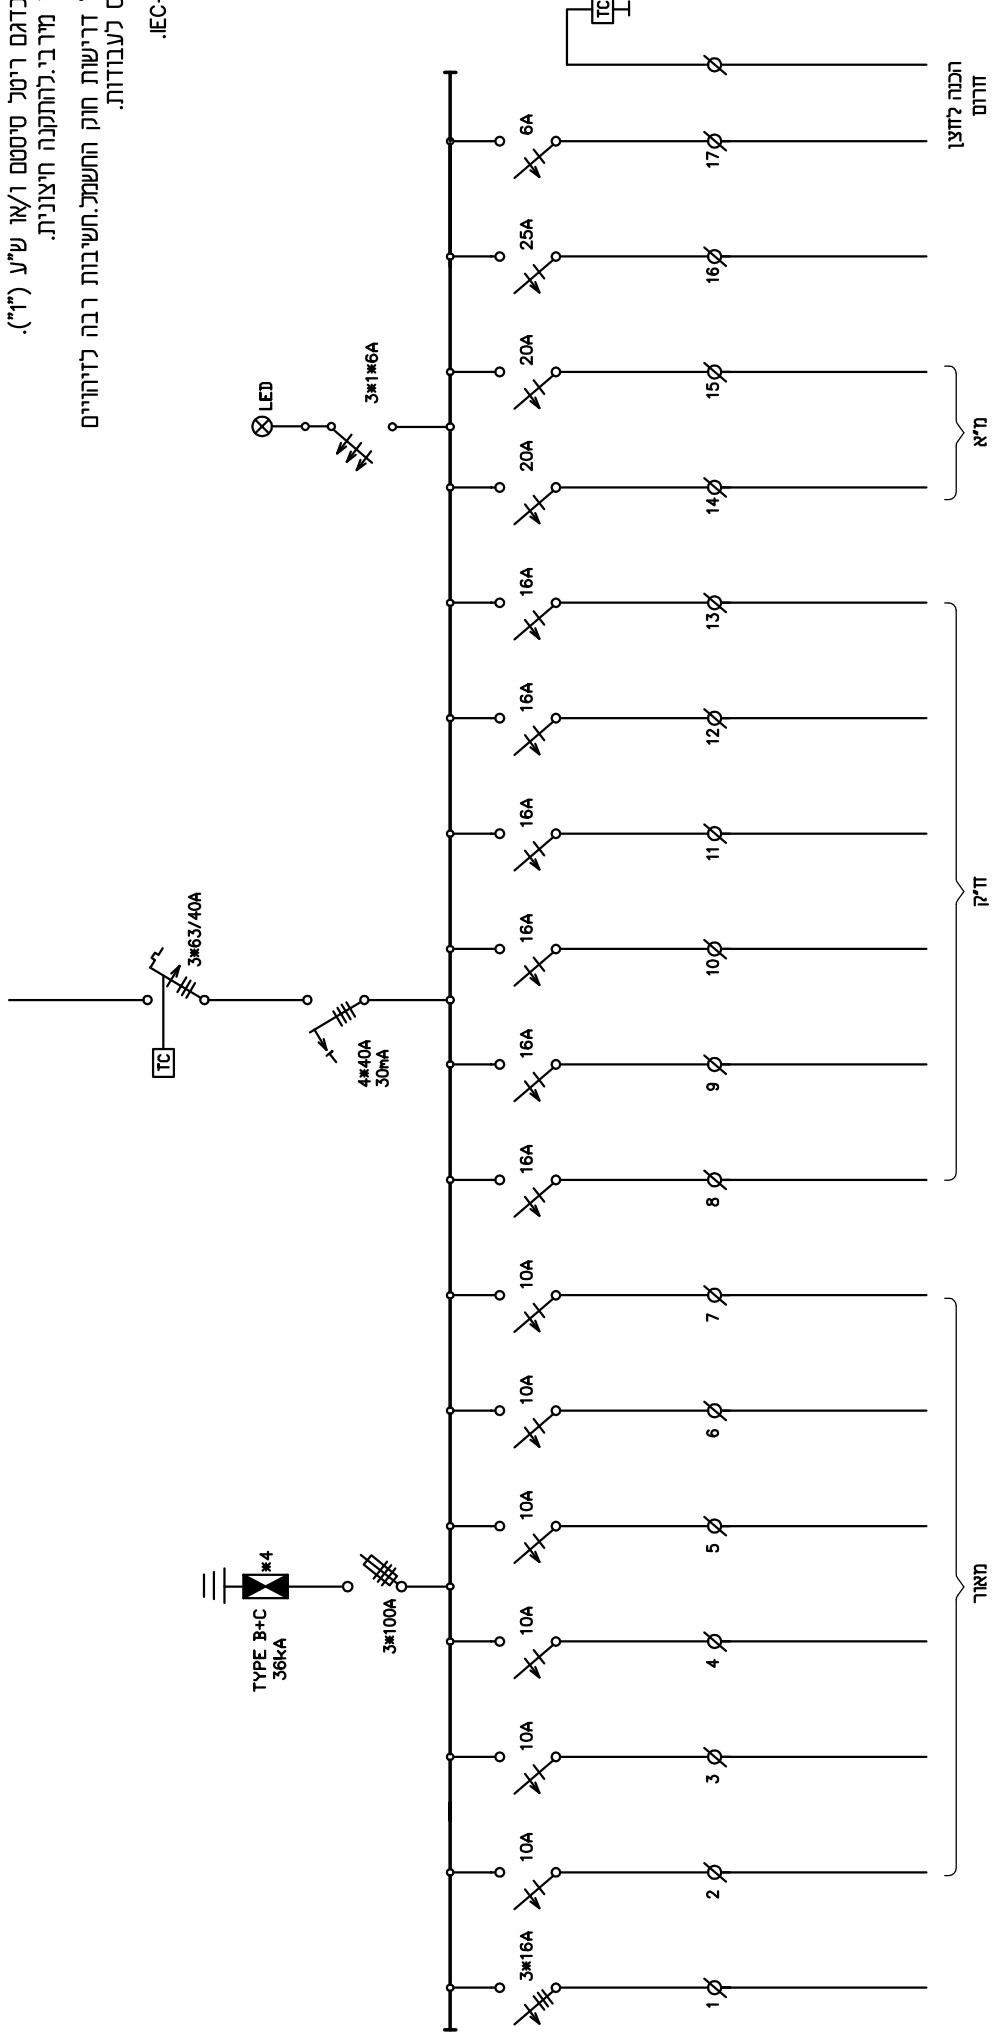 בדגם ריטל סיסטם ו/או ש"ע ("ו").
מירבי.להתקנה חיצונית.
דרישות חוק החשמל.חשיבות רבה לזיהויים
לעבודות.
IEC-.
TC
3*63/40A
4*40A
30mA
TYPE B+C
36kA
*4
3*100A
LED
3*1*6A
3*16A
10A
10A
10A
10A
10A
10A
16A
16A
16A
16A
16A
16A
20A
20A
25A
6A
TC
1
2
3
4
5
6
7
8
9
10
11
12
13
14
15
16
17
מאור
ח"ק
מ"א
הכנה ללחצן
חרום